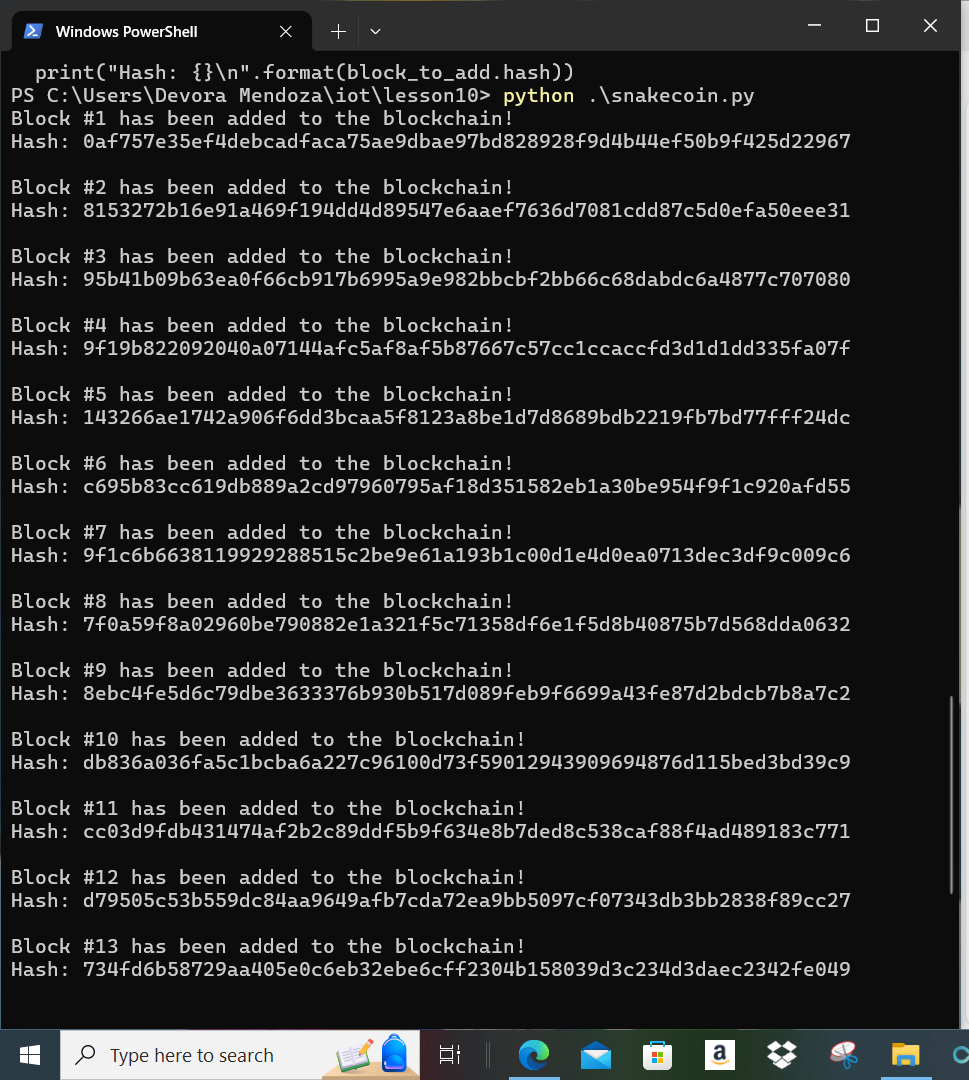 Windows PowerShell
print("Hash: {}\n".format(block_to_add.hash))
PS C:\Users\Devora Mendoza\iot\lesson10> python .\snakecoin.py
Block #1 has been added to the blockchain!
Hash: 0af757e35ef4debcadfaca75ae9dbae97bd828928f9d4b44ef50b9f425d22967
Block #2 has been added to the blockchain!
Hash: 8153272b16e91a469f194dd4d89547e6aaef7636d7081cdd87c5d0efa50eee31
Block #3 has been added to the blockchain!
Hash: 95b41b09b63ea0f66cb917b6995a9e982bbcbf2bb66c68dabdc6a4877c707080
Block #4 has been added to the blockchain!
Hash: 9f19b822092040a07144afc5af8af5b87667c57cc1ccaccfd3d1d1dd335fa07f
Block #5 has been added to the blockchain!
Hash: 143266ae1742a906f6dd3bcaa5f8123a8be1d7d8689bdb2219fb7bd77fff24dc
Block #6 has been added to the blockchain!
Hash: c695b83cc619db889a2cd97960795af18d351582eb1a30be954f9f1c920afd55
Block #7 has been added to the blockchain!
Hash: 9f1c6b6638119929288515c2be9e61a193b1c00d1e4d0ea0713dec3df9c009c6
Block #8 has been added to the blockchain!
Hash: 7f0a59f8a02960be790882e1a321f5c71358df6e1f5d8b40875b7d568dda0632
Block #9 has been added to the blockchain!
Hash: 8ebc4fe5d6c79dbe3633376b930b517d089feb9f6699a43fe87d2bdcb7b8a7c2
Block #10 has been added to the blockchain!
Hash: db836a036fa5c1bcba6a227c96100d73f59012943909694876d115bed3bd39c9
Block #11 has been added to the blockchain!
Hash: cc03d9fdb431474af2b2c89ddf5b9f634e8b7ded8c538caf88f4ad489183c771
Block #12 has been added to the blockchain!
Hash: d79505c53b559dc84aa9649afb7cda72ea9bb5097cf07343db3bb2838f89cc27
Block #13 has been added to the blockchain!
Hash: 734fd6b58729aa405e0c6eb32ebe6cff2304b158039d3c234d3daec2342fe049
Type here to search
a